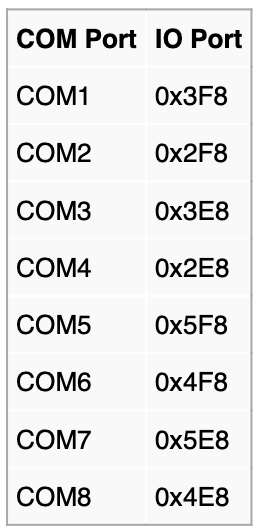 COM Port IO Port
COM1 0x3F8
COM2 0x2F8
COM3 0x3E8
COM4 0x2E8
COM5 0x5F8
COM6 0x4F8
COM7 0x5E8
COM8 0x4E8